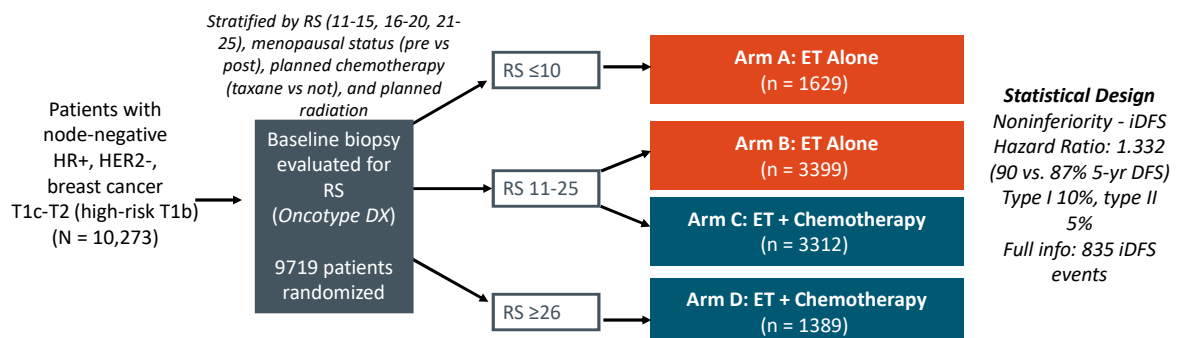 Stratified by RS (11-15, 16-20, 21-
25), menopausal status (pre vs
post), planned chemotherapy
(taxane vs not), and planned
radiation
Patients with
node-negative
HR+, HER2-,
breast cancer
T1c-T2 (high-risk T1b)
(N = 10,273)
Baseline biopsy
evaluated for
RS
(Oncotype DX)
9719 patients
randomized
RS ≤10
RS 11-25
RS ≥26
Arm A: ET Alone
(n = 1629)
Arm B: ET Alone
(n = 3399)
Arm C: ET + Chemotherapy
(n = 3312)
Arm D: ET + Chemotherapy
(n = 1389)
Statistical Design
Noninferiority - iDFS
Hazard Ratio: 1.332
(90 vs. 87% 5-yr DFS)
Type I 10%, type II
5%
Full info: 835 iDFS
events